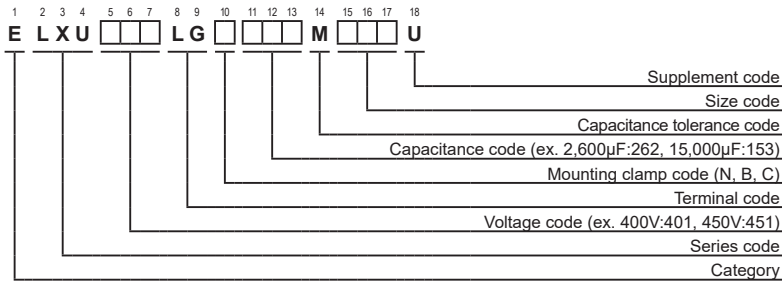 1 2 3 4 5 6 7 8 9 10 11 12 13 14 15 16 17 18
E L X U L G M U
Supplement code
Size code
Capacitance tolerance code
Capacitance code (ex. 2,600μF:262, 15,000μF:153)
Mounting clamp code (N, B, C)
Terminal code
Voltage code (ex. 400V:401, 450V:451)
Series code
Category